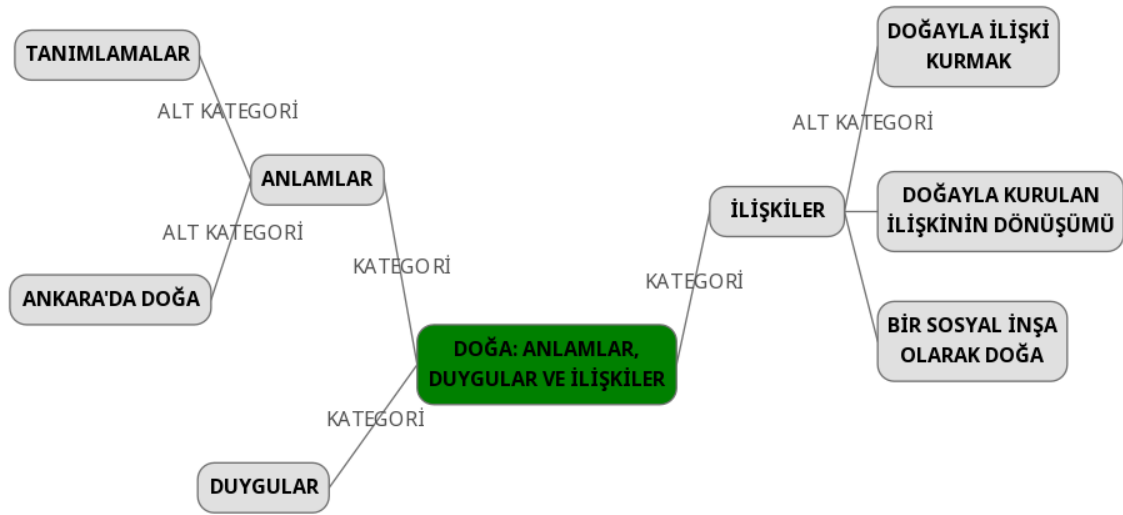 TANIMLAMALAR
ALT KATEGORİ
ANLAMLAR
ALT KATEGORİ
ANKARA'DA DOĞA
KATEGORİ
DOĞA: ANLAMLAR,
DUYGULAR VE İLİŞKİLER
KATEGORİ
DUYGULAR
KATEGORİ
İLİŞKİLER
ALT KATEGORİ
DOĞAYLA İLİŞKİ
KURMAK
DOĞAYLA KURULAN
İLİŞKİNİN DÖNÜŞÜMÜ
BİR SOSYAL İNŞA
OLARAK DOĞA